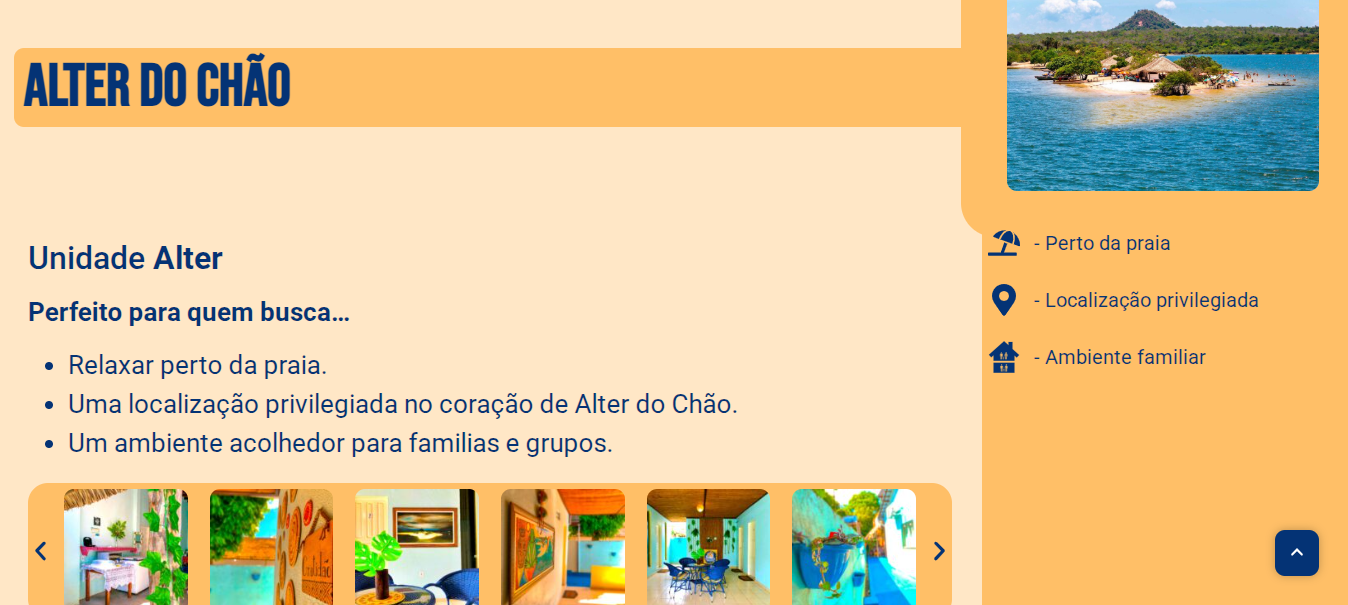 ALTER DO CHÃO
Unidade Alter
Perfeito para quem busca...
Relaxar perto da praia.
Uma localização privilegiada no coração de Alter do Chão.
Um ambiente acolhedor para familias e grupos.
- Perto da praia
- Localização privilegiada
- Ambiente familiar